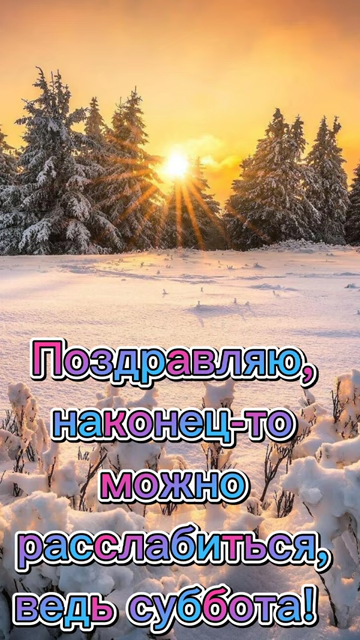 Поздравляю,
наконец-то
можно
расслабиться,
ведь суббота!